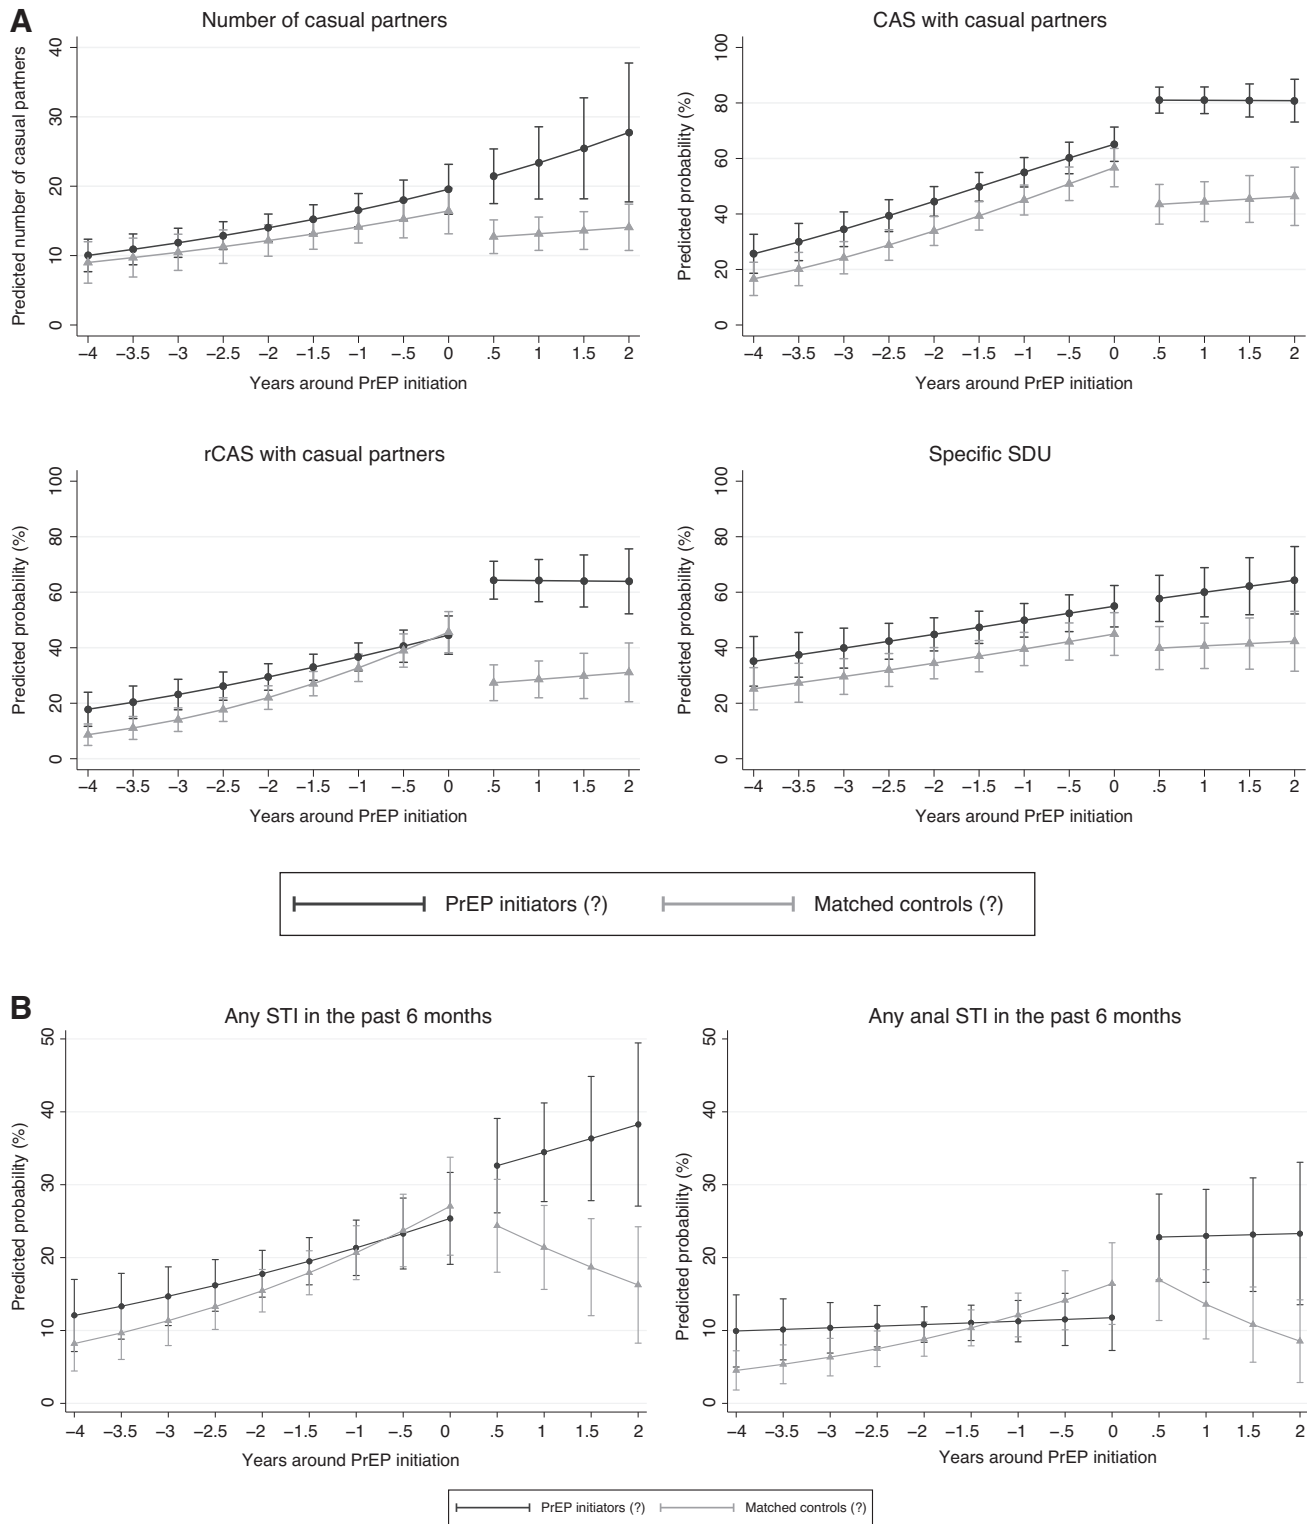 A
Number of casual partners
Predicted number of casual partners
40
30
20
10
0
−4 −3.5 −3 −2.5 −2 −1.5 −1 −.5 0 .5 1 1.5 2
Years around PrEP initiation
CAS with casual partners
Predicted probability (%)
100
80
60
40
20
0
−4 −3.5 −3 −2.5 −2 −1.5 −1 −.5 0 .5 1 1.5 2
Years around PrEP initiation
rCAS with casual partners
Predicted probability (%)
100
80
60
40
20
0
−4 −3.5 −3 −2.5 −2 −1.5 −1 −.5 0 .5 1 1.5 2
Years around PrEP initiation
Specific SDU
Predicted probability (%)
100
80
60
40
20
0
−4 −3.5 −3 −2.5 −2 −1.5 −1 −.5 0 .5 1 1.5 2
Years around PrEP initiation
PrEP initiators (?) Matched controls (?)
B
Any STI in the past 6 months
Predicted probability (%)
50
40
30
20
10
0
−4 −3.5 −3 −2.5 −2 −1.5 −1 −.5 0 .5 1 1.5 2
Years around PrEP initiation
Any anal STI in the past 6 months
Predicted probability (%)
50
40
30
20
10
0
−4 −3.5 −3 −2.5 −2 −1.5 −1 −.5 0 .5 1 1.5 2
Years around PrEP initiation
PrEP initiators (?) Matched controls (?)